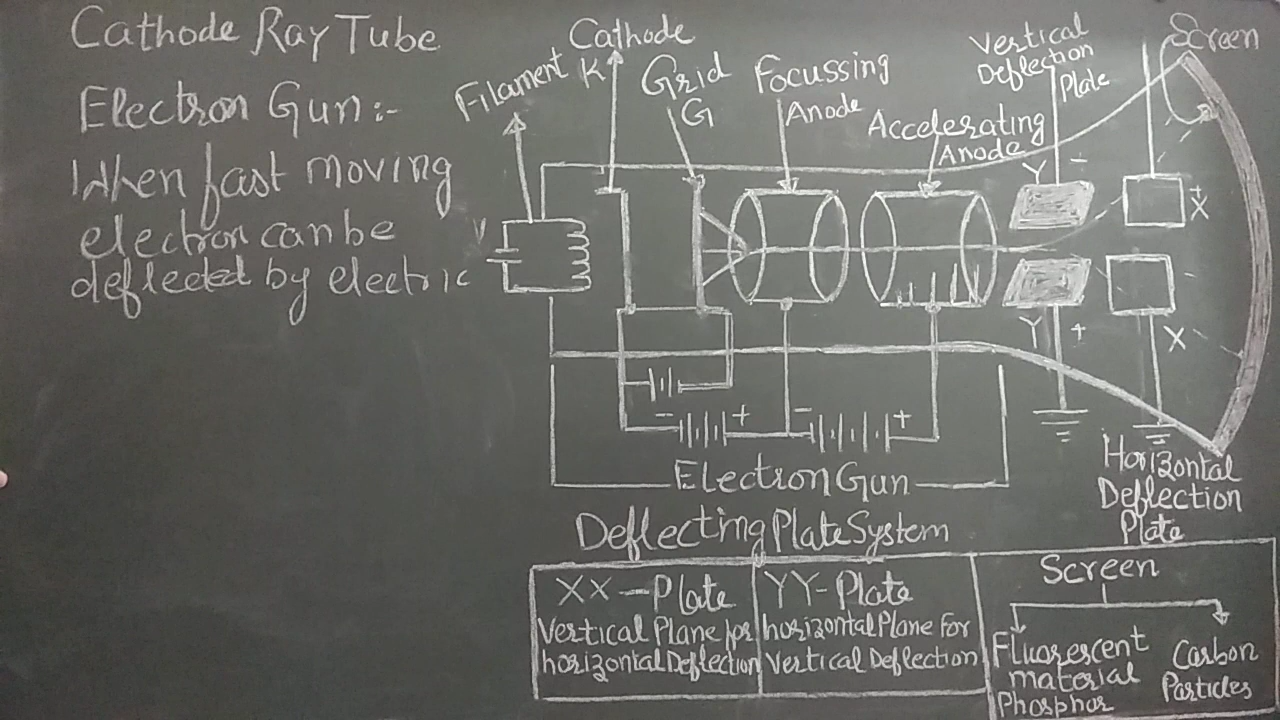 Cathode Ray Tube
Electron Gun:-
When fast moving
electron can be
deflected by electric
Filament
Cathode
K
Grid
G
Focussing
Anode
Accelerating
Anode
Vertical
Deflection
Plate
Screen
V
Y -
Y +
+
X
X
- +
- +
Electron Gun
Horizontal
Deflection
Plate
Deflecting Plate System
XX-Plate
Vertical Plane for
horizontal Deflection
YY-Plate
horizontal Plane for
Vertical Deflection
Screen
Fluorescent
material
Phosphor
Carbon
Particles